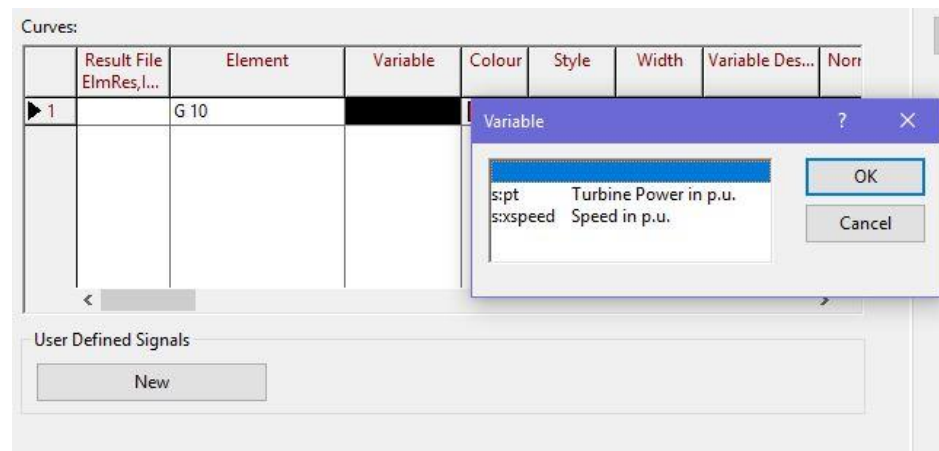 Curves:
Result File
ElmRes,I...
Element
Variable
Colour
Style
Width
Variable Des...
Norr
1
G 10
Variable
?
s:pt Turbine Power in p.u.
s:xspeed Speed in p.u.
OK
Cancel
User Defined Signals
New